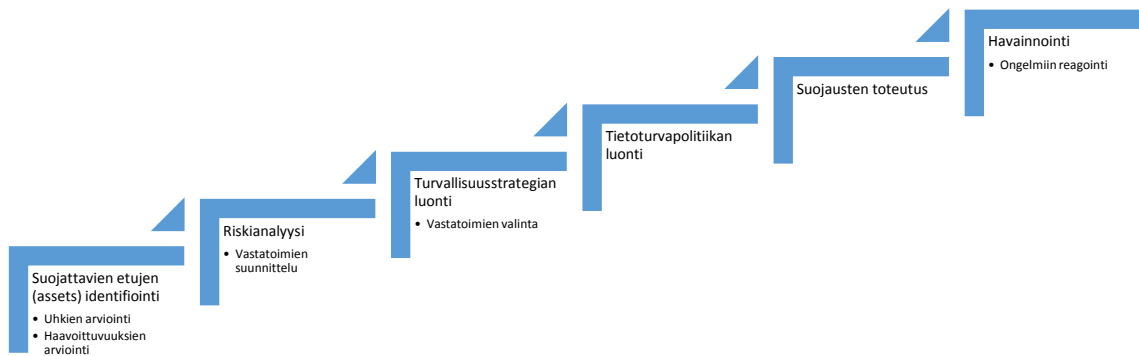 Suojattavien etujen
(assets) identifiointi
• Uhkien arviointi
• Haavoittuvuuksien
arviointi
Riskianalyysi
• Vastatoimien
suunnittelu
Turvallisuusstrategian
luonti
• Vastatoimien valinta
Tietoturvapolitiikan
luonti
Suojausten toteutus
Havainnointi
• Ongelmiin reagointi